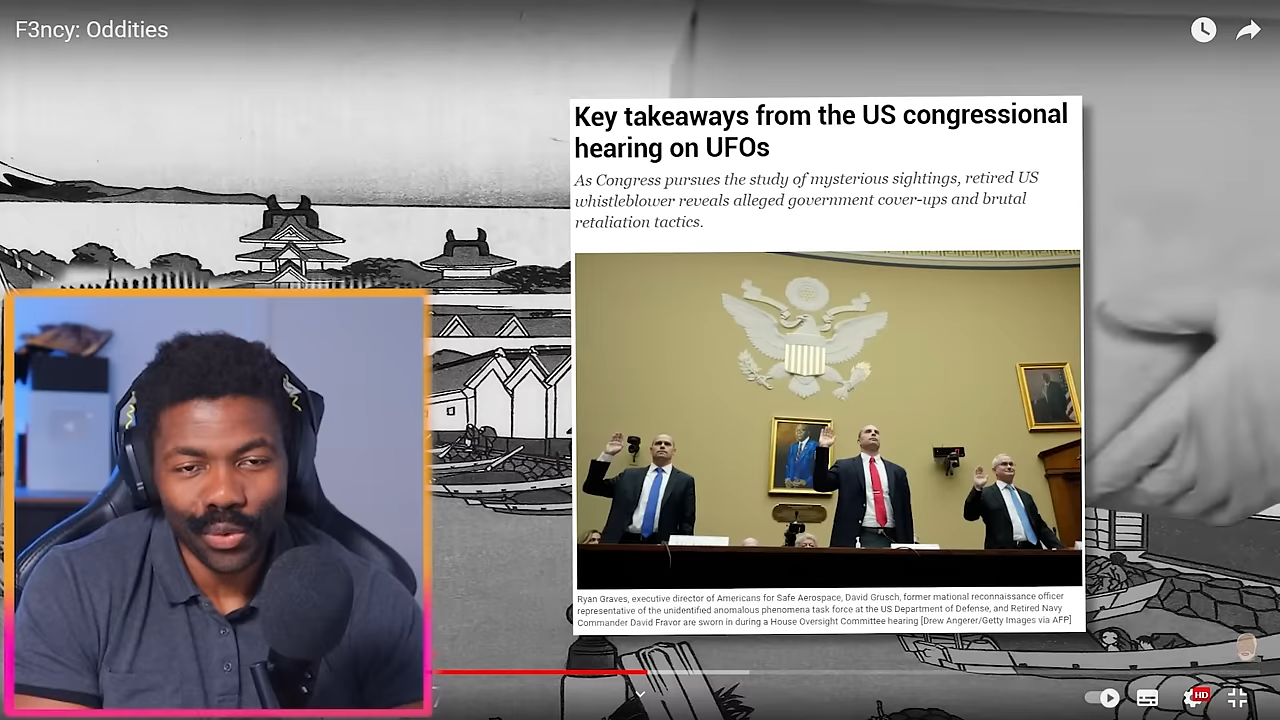 F3ncy: Oddities
Key takeaways from the US congressional
hearing on UFOs
As Congress pursues the study of mysterious sightings, retired US
whistleblower reveals alleged government cover-ups and brutal
retaliation tactics.
Ryan Graves, executive director of Americans for Safe Aerospace, David Grusch, former mational reconnaissance officer
representative of the unidentified anomalous phenomena task force at the US Department of Defense, and Retired Navy
Commander David Fravor are sworn in during a House Oversight Committee hearing [Drew Angerer/Getty Images via AFP]
HD